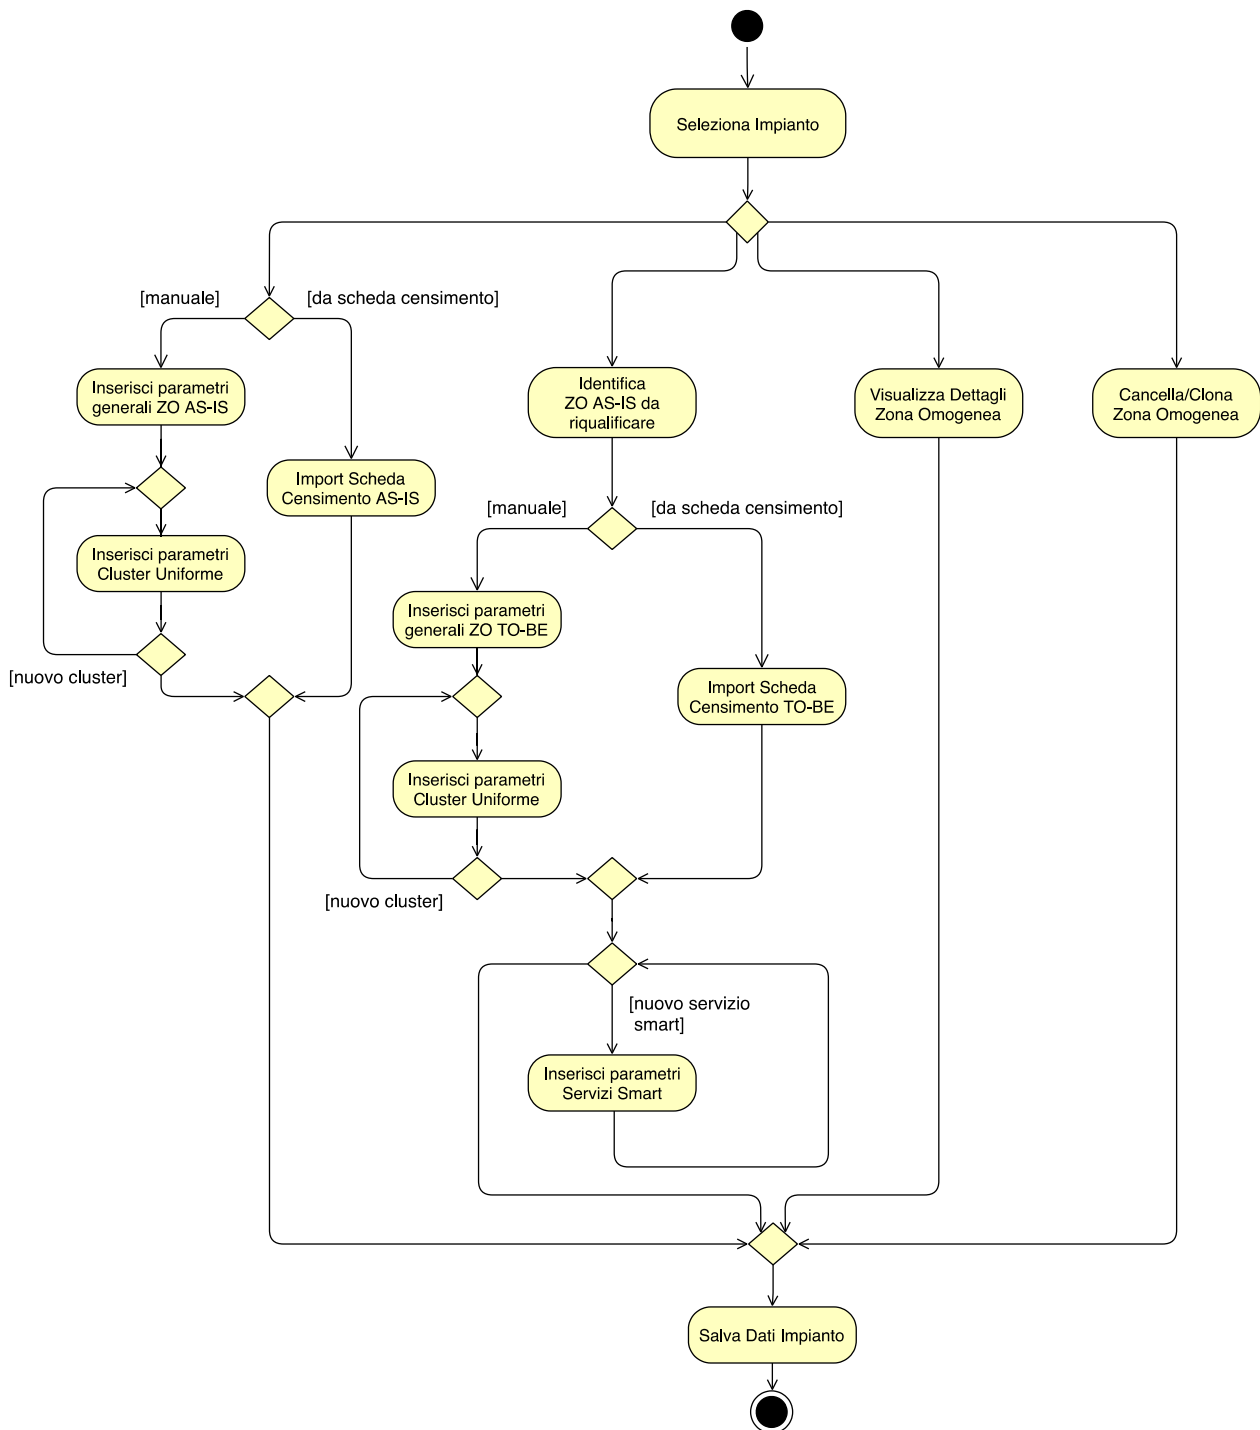 Seleziona Impianto
[manuale]
[da scheda censimento]
Inserisci parametri
generali ZO AS-IS
Identifica
ZO AS-IS da
riqualificare
Visualizza Dettagli
Zona Omogenea
Cancella/Clona
Zona Omogenea
Import Scheda
Censimento AS-IS
[manuale]
[da scheda censimento]
Inserisci parametri
Cluster Uniforme
Inserisci parametri
generali ZO TO-BE
[nuovo cluster]
Import Scheda
Censimento TO-BE
Inserisci parametri
Cluster Uniforme
[nuovo cluster]
[nuovo servizio
smart]
Inserisci parametri
Servizi Smart
Salva Dati Impianto